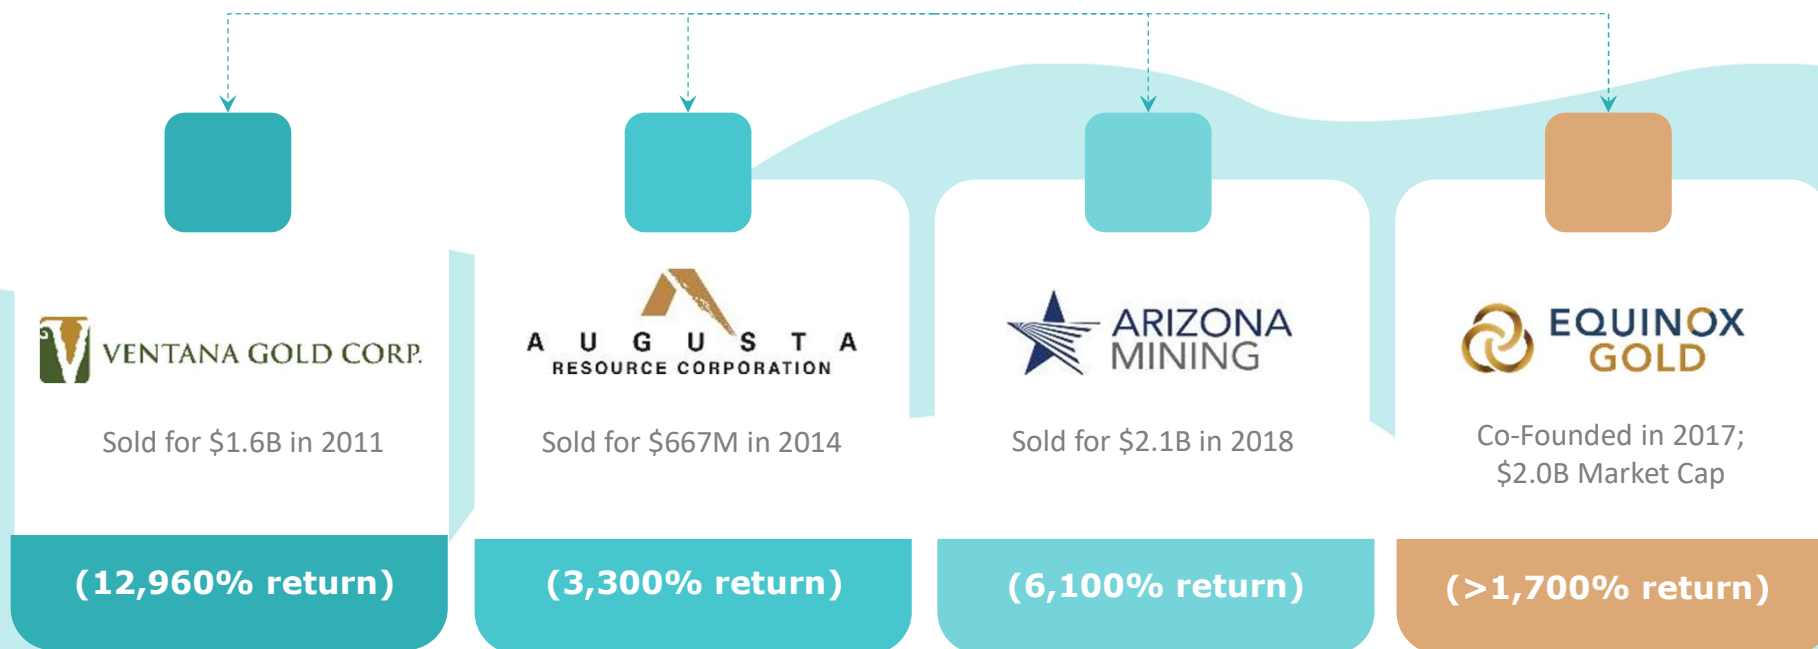 VENTANA GOLD CORP.
Sold for $1.6B in 2011
(12,960% return)
AUGUSTA
RESOURCE CORPORATION
Sold for $667M in 2014
(3,300% return)
ARIZONA
MINING
Sold for $2.1B in 2018
(6,100% return)
EQUINOX
GOLD
Co-Founded in 2017;
$2.0B Market Cap
(>1,700% return)